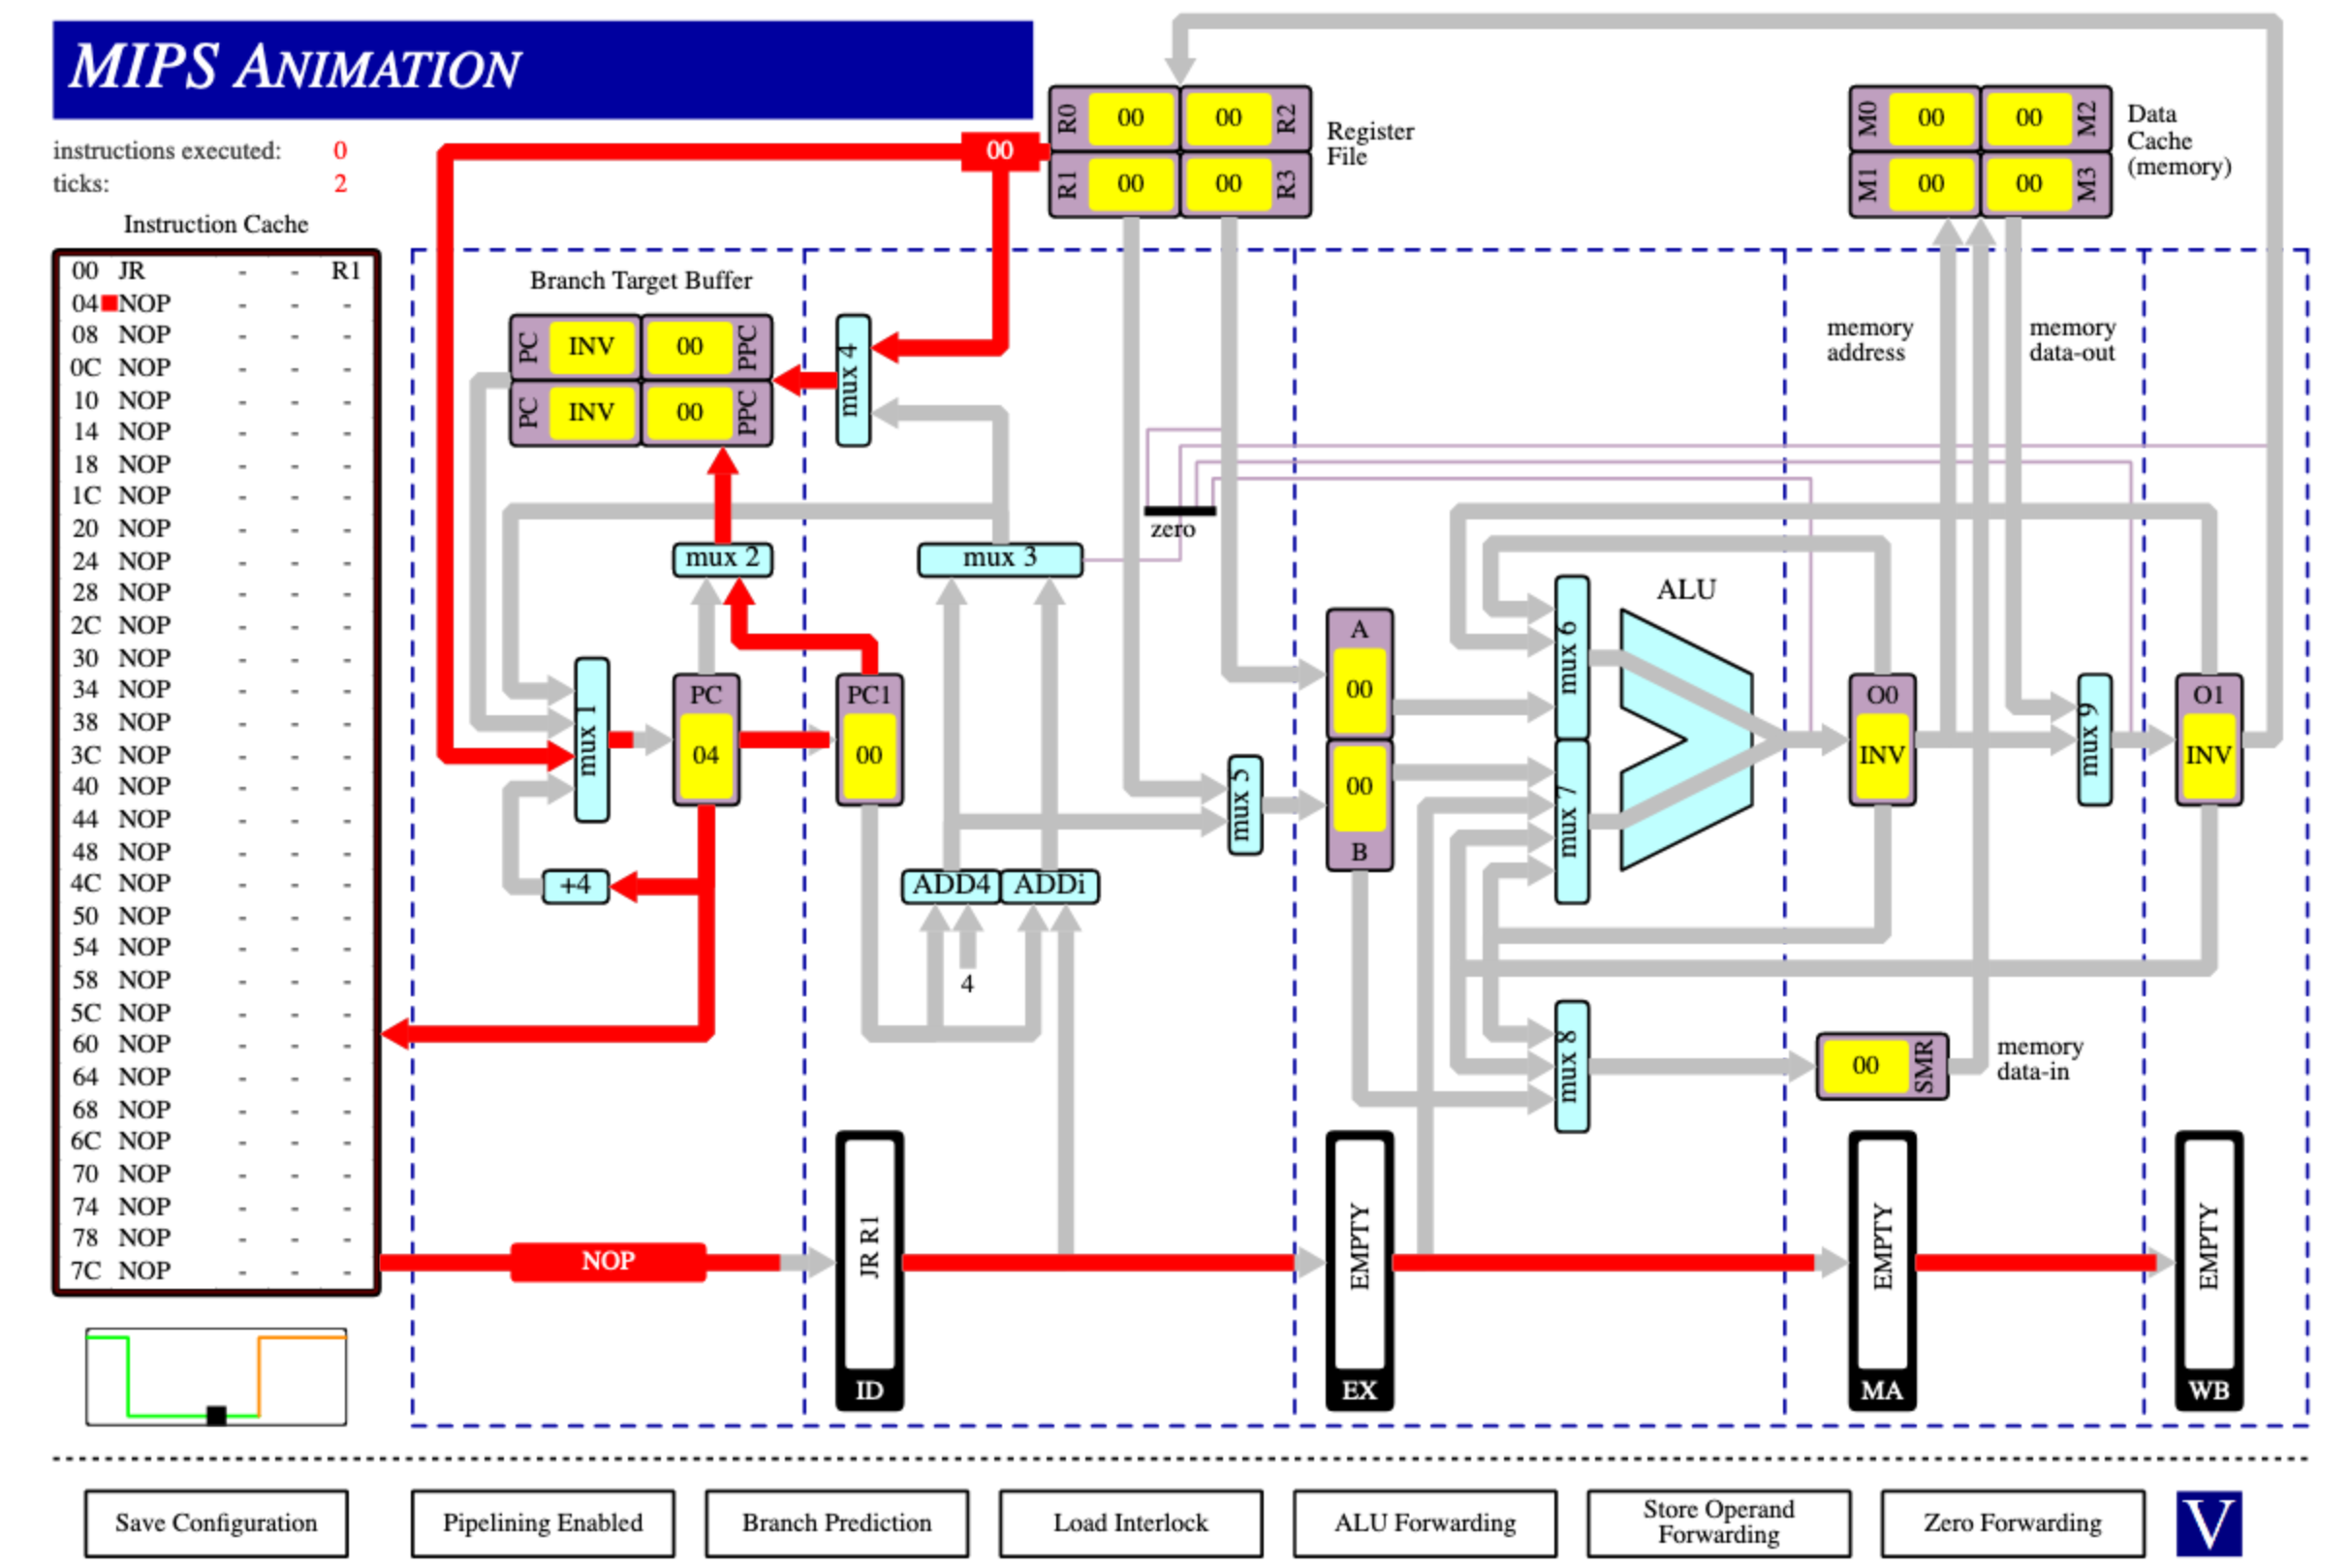 MIPS ANIMATION
instructions executed: 0
ticks: 2
Instruction Cache
00 JR - - R1
04 NOP - - -
08 NOP - - -
0C NOP - - -
10 NOP - - -
14 NOP - - -
18 NOP - - -
1C NOP - - -
20 NOP - - -
24 NOP - - -
28 NOP - - -
2C NOP - - -
30 NOP - - -
34 NOP - - -
38 NOP - - -
3C NOP - - -
40 NOP - - -
44 NOP - - -
48 NOP - - -
4C NOP - - -
50 NOP - - -
54 NOP - - -
58 NOP - - -
5C NOP - - -
60 NOP - - -
64 NOP - - -
68 NOP - - -
6C NOP - - -
70 NOP - - -
74 NOP - - -
78 NOP - - -
7C NOP - - -
00
R0 00 00 R2
R1 00 00 R3
Register
File
M0 00 00 M2
M1 00 00 M3
Data
Cache
(memory)
Branch Target Buffer
PC INV 00 PPC
PC INV 00 PPC
mux 4
memory
address
memory
data-out
zero
mux 2
mux 3
mux 1
PC
04
PC1
00
+4
ADD4
ADDi
4
mux 5
A
00
00
B
mux 6
mux 7
ALU
O0
INV
mux 9
O1
INV
mux 8
00 SMR
memory
data-in
NOP
JR R1
ID
EMPTY
EX
EMPTY
MA
EMPTY
WB
Save Configuration
Pipelining Enabled
Branch Prediction
Load Interlock
ALU Forwarding
Store Operand
Forwarding
Zero Forwarding
V